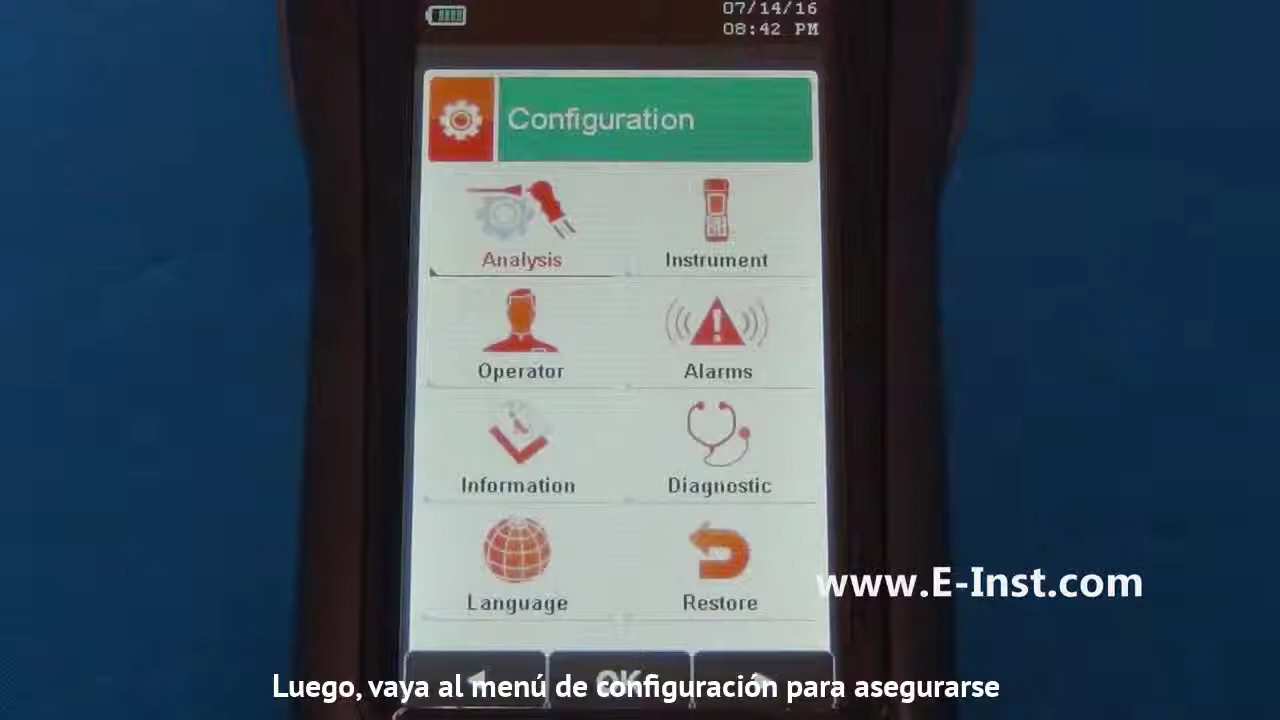 07/14/16
08:42 PM
Configuration
Analysis
Instrument
Operator
Alarms
Information
Diagnostic
Language
Restore
www.E-Inst.com
OK
Luego, vaya al menú de configuración para asegurarse